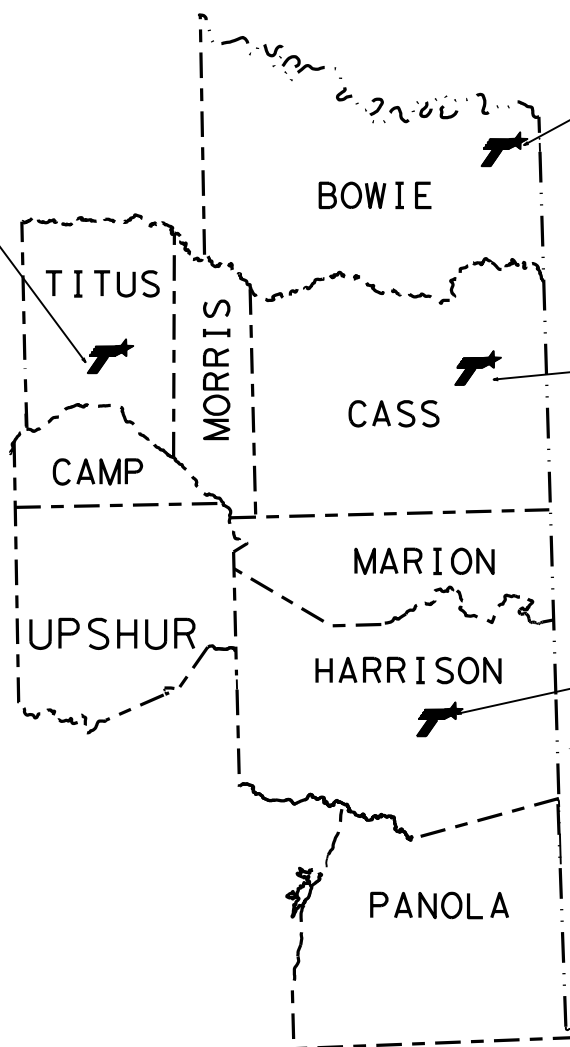 BOWIE
TITUS
MORRIS
CASS
CAMP
MARION
UPSHUR
HARRISON
PANOLA